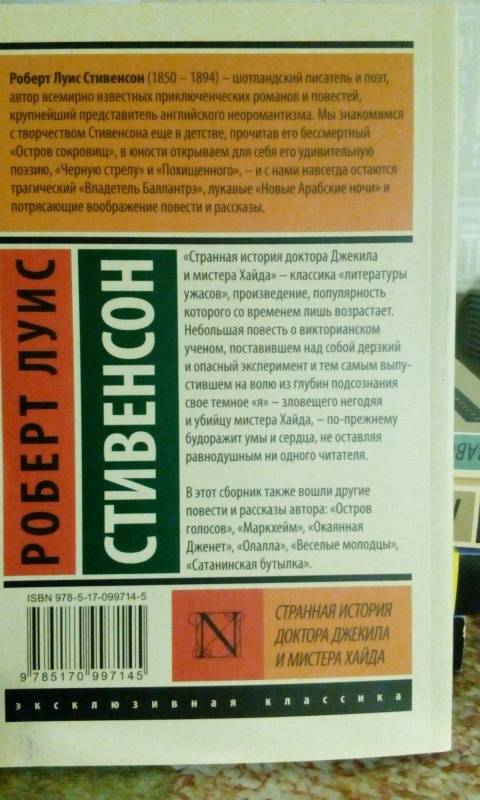 Роберт Луис Стивенсон (1850 – 1894) – шотландский писатель и поэт,
автор всемирно известных приключенческих романов и повестей,
крупнейший представитель английского неоромантизма. Мы знакомимся
с творчеством Стивенсона еще в детстве, прочитав его бессмертный
«Остров сокровищ», в юности открываем для себя его удивительную
поэзию, «Черную стрелу» и «Похищенного», – и с нами навсегда остаются
трагический «Владетель Баллантрэ», лукавые «Новые Арабские ночи» и
потрясающие воображение повести и рассказы.
РОБЕРТ ЛУИС
СТИВЕНСОН
«Странная история доктора Джекила
и мистера Хайда» – классика «литературы
ужасов», произведение, популярность
которого со временем лишь возрастает.
Небольшая повесть о викторианском
ученом, поставившем над собой дерзкий
и опасный эксперимент и тем самым выпу-
стившем на волю из глубин подсознания
свое темное «я» – зловещего негодяя
и убийцу мистера Хайда, – по-прежнему
будоражит умы и сердца, не оставляя
равнодушным ни одного читателя.
В этот сборник также вошли другие
повести и рассказы автора: «Остров
голосов», «Маркхейм», «Окаянная
Дженет», «Олалла», «Веселые молодцы»,
«Сатанинская бутылка».
ISBN 978-5-17-099714-5
9 785170 997145
N
СТРАННАЯ ИСТОРИЯ
ДОКТОРА ДЖЕКИЛА
И МИСТЕРА ХАЙДА
эксклюзивная классика